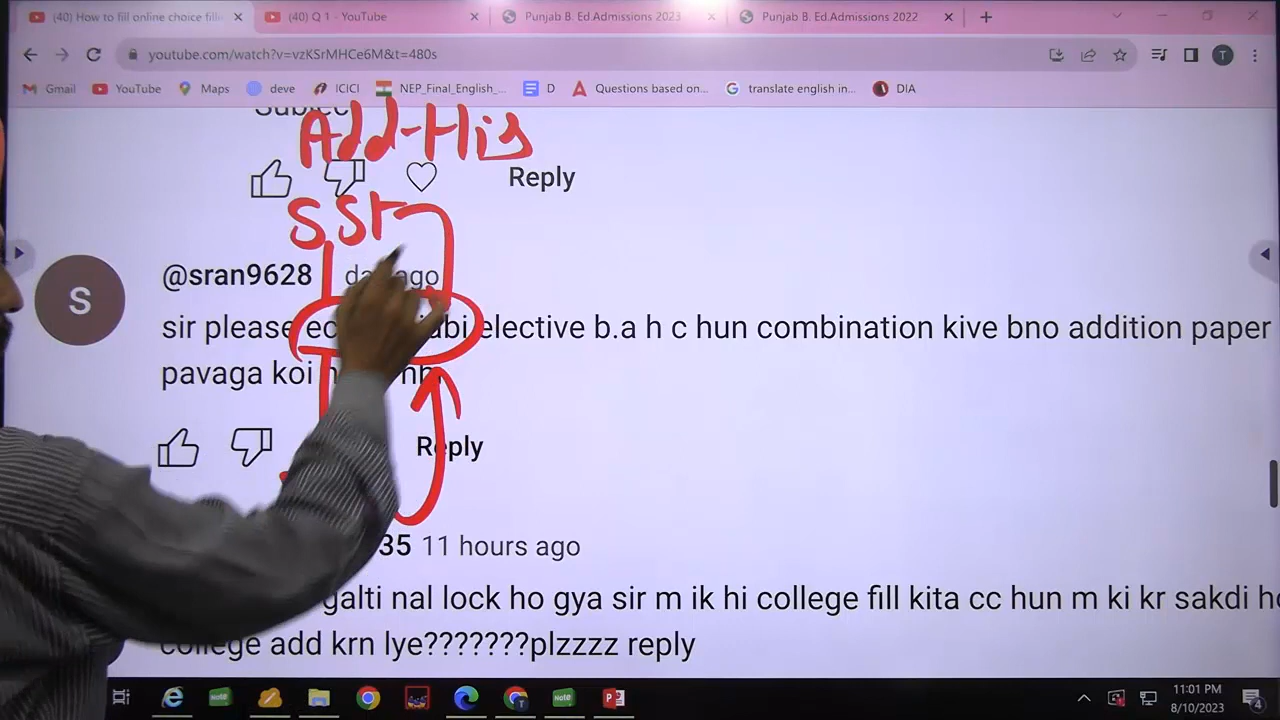 (40) How to fill online choice fill
(40) Q 1 - YouTube
Punjab B. Ed.Admissions 2023
Punjab B. Ed.Admissions 2022
youtube.com/watch?v=vzKSrMHCe6M&t=480s
Gmail YouTube Maps deve ICICI NEP_Final_English_... D Questions based on... translate english in... DIA
Add-His
Reply
SST
S
@sran9628 ago
sir please elective b.a h c hun combination kive bno addition paper
pavaga koi
Reply
35 11 hours ago
galti nal lock ho gya sir m ik hi college fill kita cc hun m ki kr sakdi
college add krn lye???????plzzzz reply
Note
T
Note
P
11:01 PM
8/10/2023
4